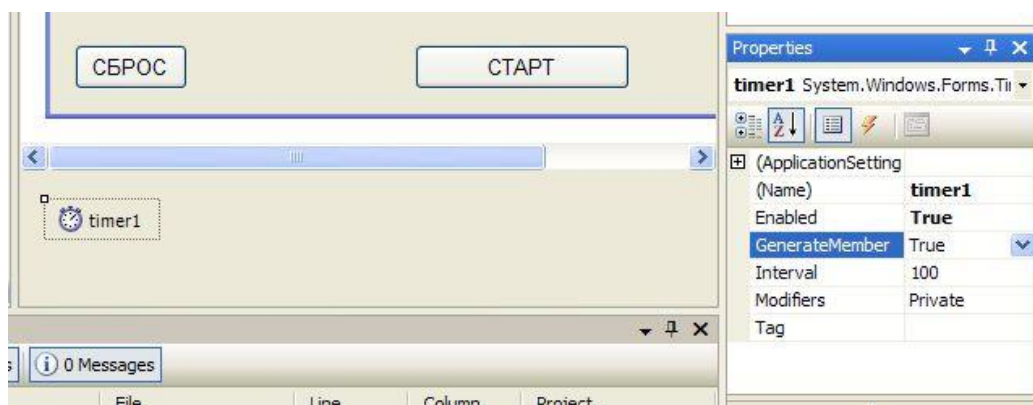 СБРОС
СТАРТ
timer1
0 Messages
File Line Column Project
Properties
timer1 System.Windows.Forms.Ti
(ApplicationSetting
(Name) timer1
Enabled True
GenerateMember True
Interval 100
Modifiers Private
Tag